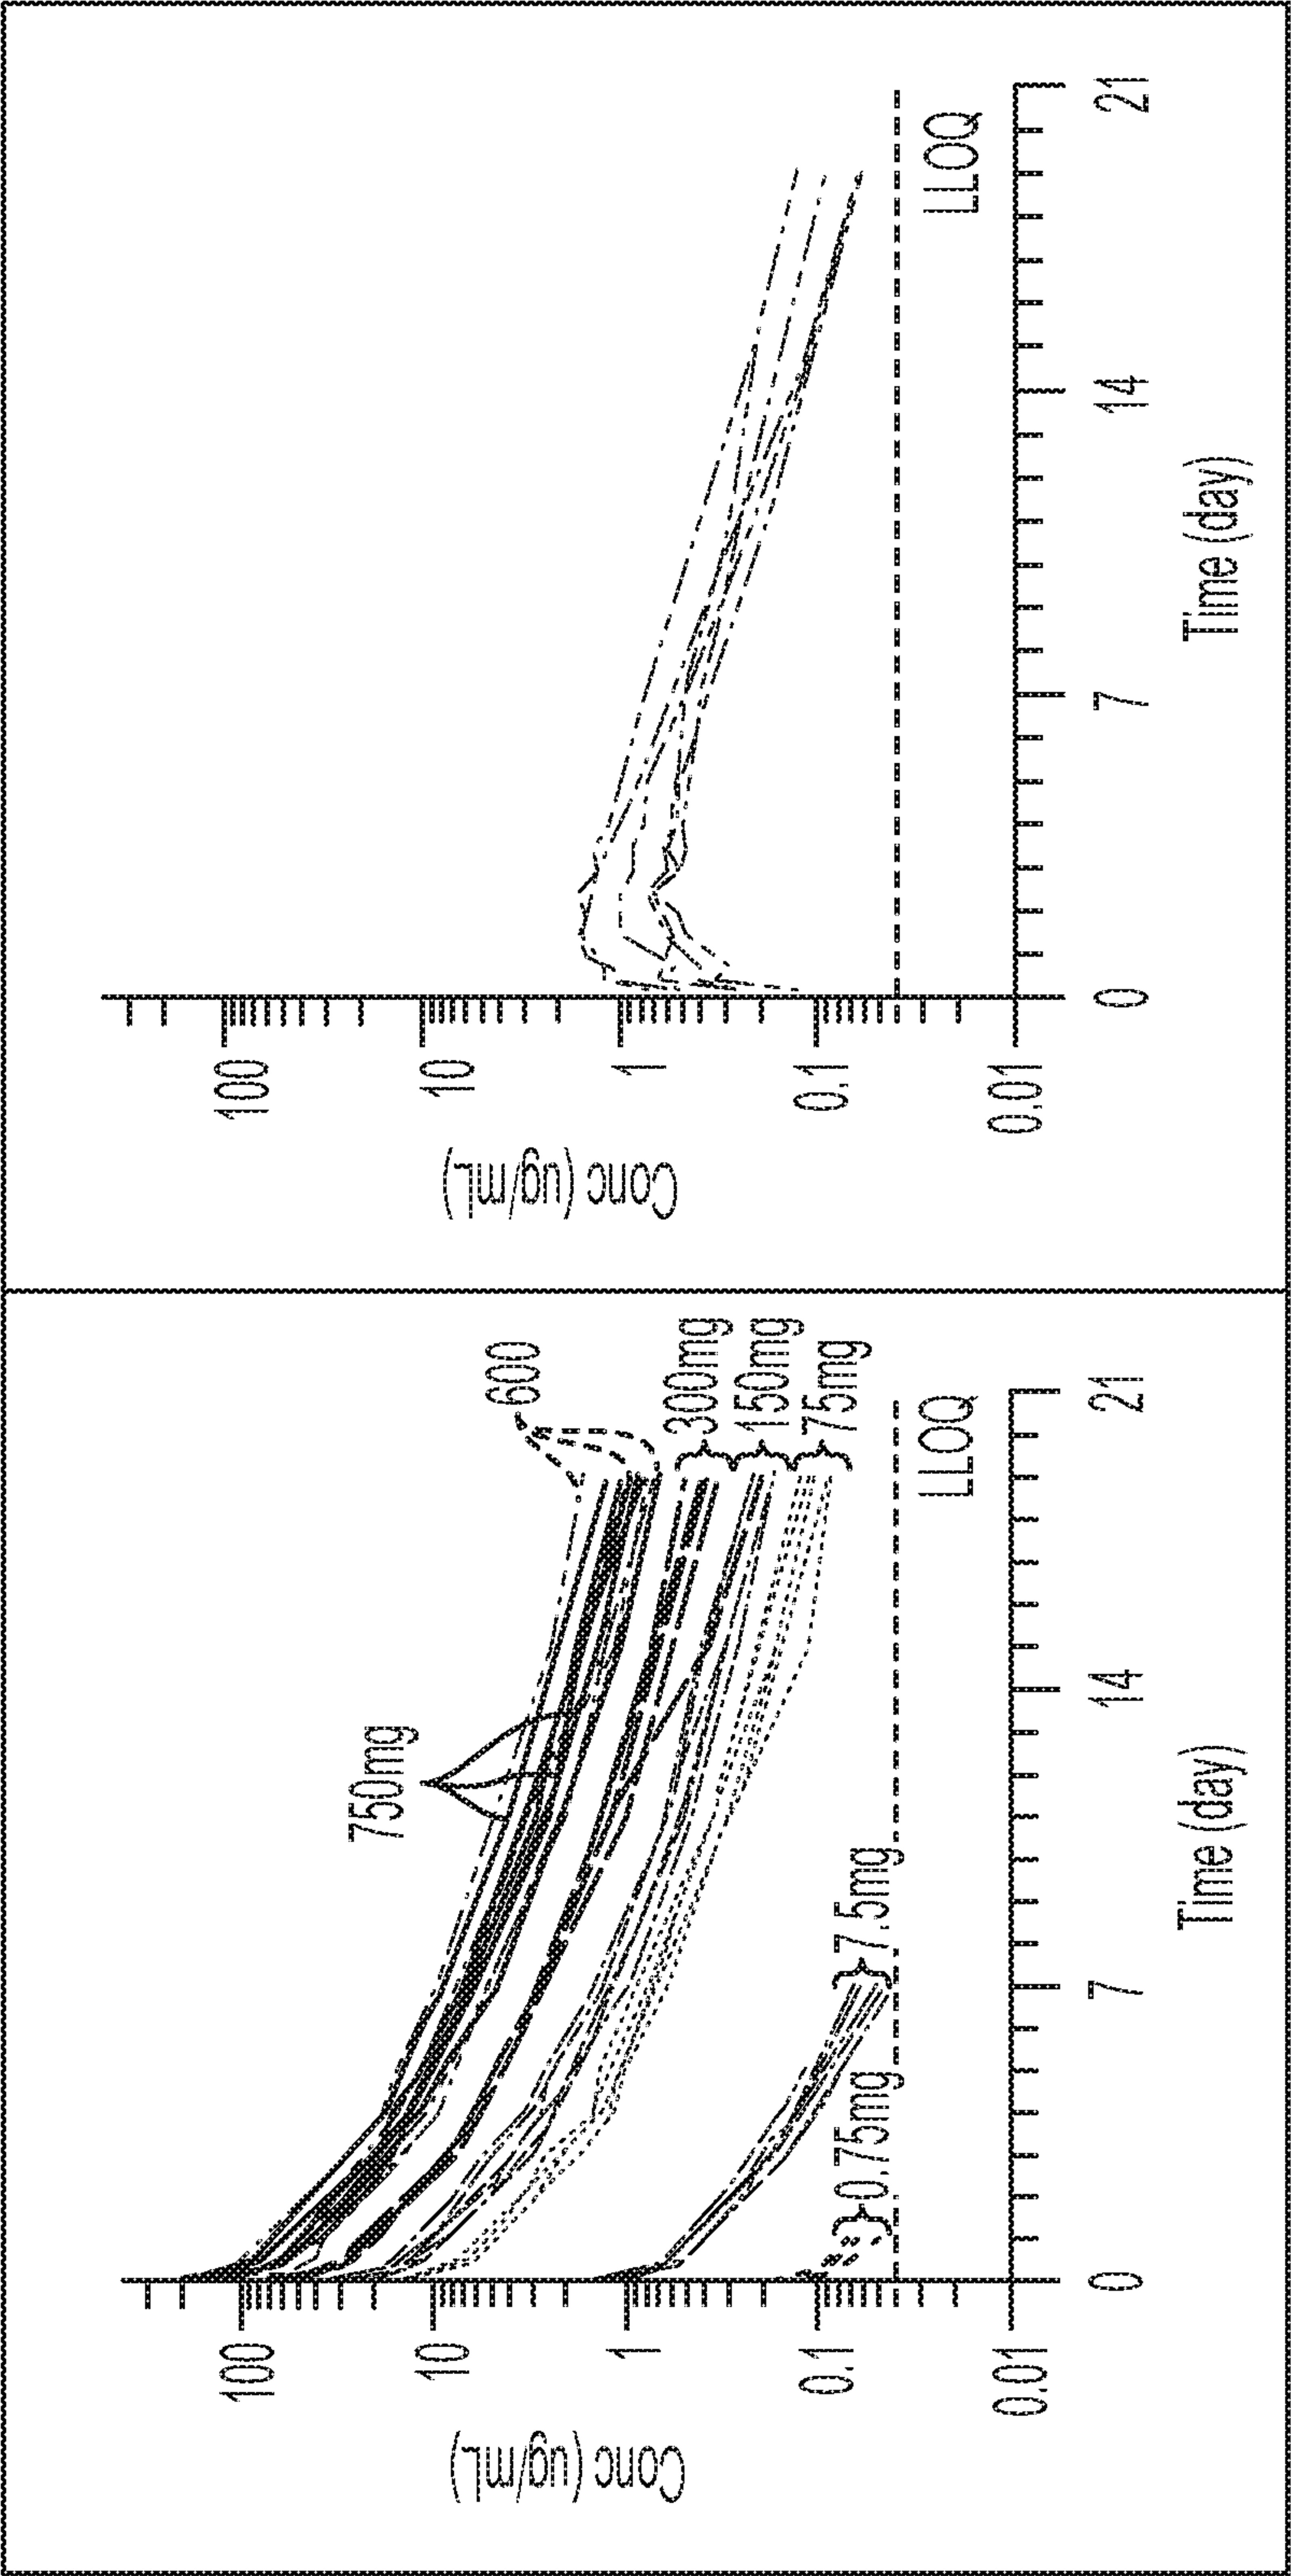 Conc (ug/mL)
100
10
1
0.1
0.01
750mg
600
300mg
150mg
75mg
7.5mg
0.75mg
LLOQ
0
7
14
21
Time (day)
Conc (ug/mL)
100
10
1
0.1
0.01
LLOQ
0
7
14
21
Time (day)